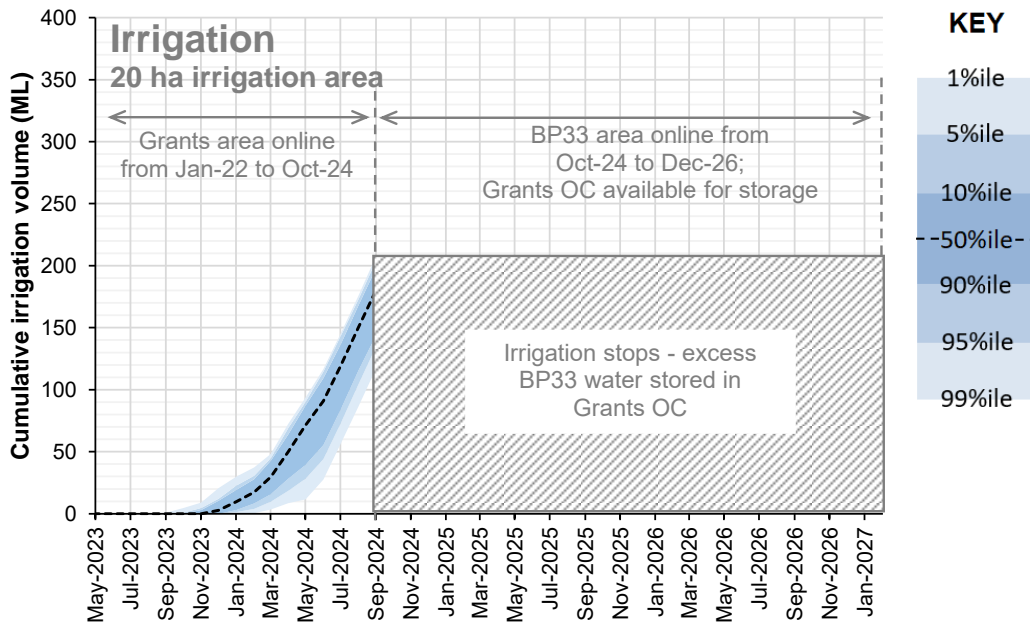 Irrigation
20 ha irrigation area
Grants area online
from Jan-22 to Oct-24
BP33 area online from
Oct-24 to Dec-26;
Grants OC available for storage
Irrigation stops - excess
BP33 water stored in
Grants OC
Cumulative irrigation volume (ML)
400
350
300
250
200
150
100
50
0
May-2023
Jul-2023
Sep-2023
Nov-2023
Jan-2024
Mar-2024
May-2024
Jul-2024
Sep-2024
Nov-2024
Jan-2025
Mar-2025
May-2025
Jul-2025
Sep-2025
Nov-2025
Jan-2026
Mar-2026
May-2026
Jul-2026
Sep-2026
Nov-2026
Jan-2027
KEY
1%ile
5%ile
10%ile
50%ile
90%ile
95%ile
99%ile